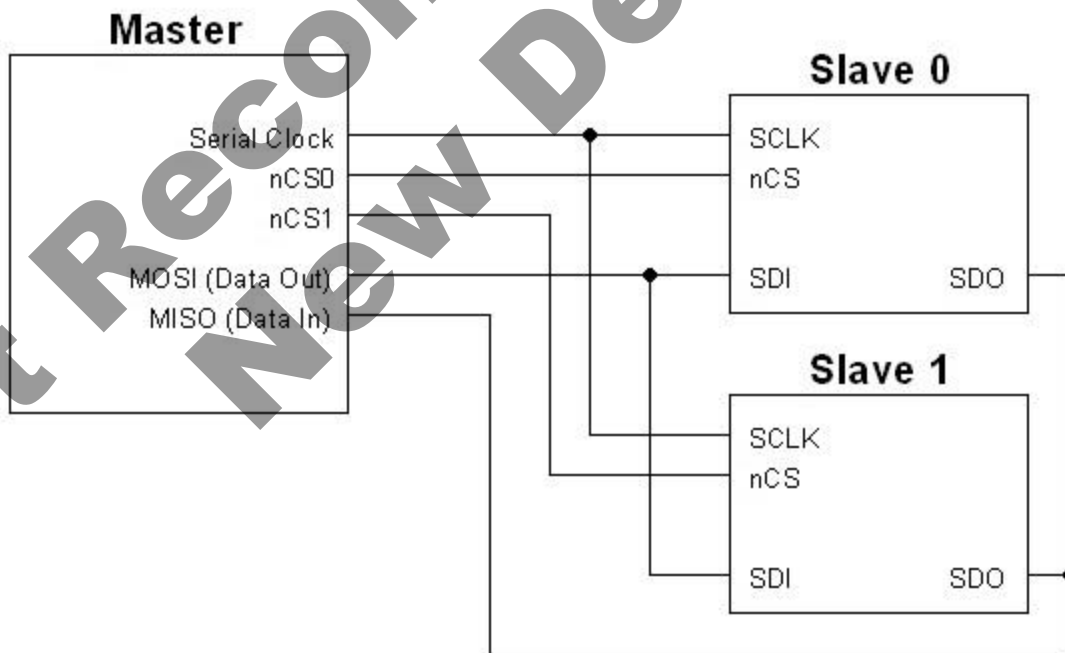 Master
Serial Clock
nCS0
nCS1
MOSI (Data Out)
MISO (Data In)
Slave 0
SCLK
nCS
SDI
SDO
Slave 1
SCLK
nCS
SDI
SDO
New